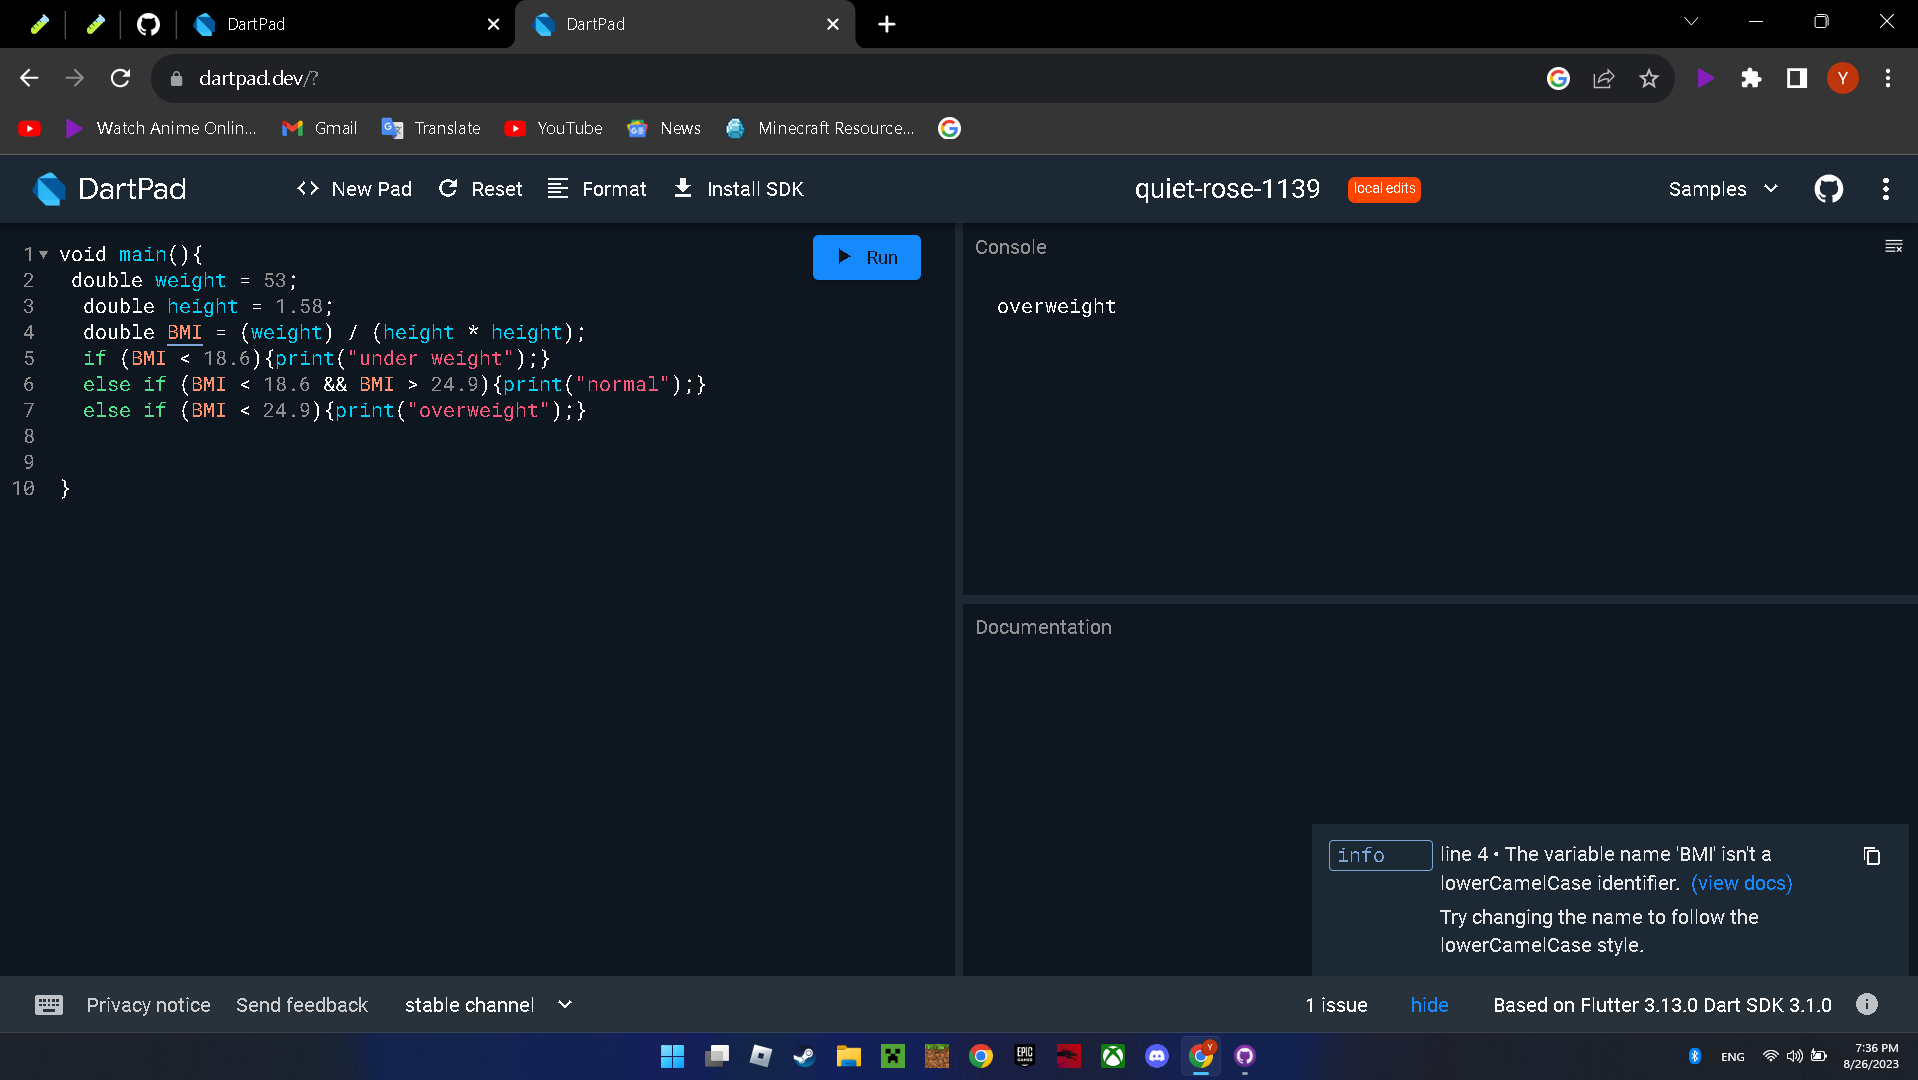 DartPad
DartPad
dartpad.dev/?
Y
Watch Anime Onlin...
Gmail
Translate
YouTube
News
Minecraft Resource...
DartPad
New Pad
Reset
Format
Install SDK
quiet-rose-1139
local edits
Samples
1 void main(){
2 double weight = 53;
3 double height = 1.58;
4 double BMI = (weight) / (height * height);
5 if (BMI < 18.6){print("under weight");}
6 else if (BMI < 18.6 && BMI > 24.9){print("normal");}
7 else if (BMI < 24.9){print("overweight");}
8
9
10 }
Run
Console
overweight
Documentation
info
line 4 • The variable name 'BMI' isn't a
lowerCamelCase identifier. (view docs)
Try changing the name to follow the
lowerCamelCase style.
Privacy notice
Send feedback
stable channel
1 issue
hide
Based on Flutter 3.13.0 Dart SDK 3.1.0
EPIC
GAMES
Y
ENG
7:36 PM
8/26/2023